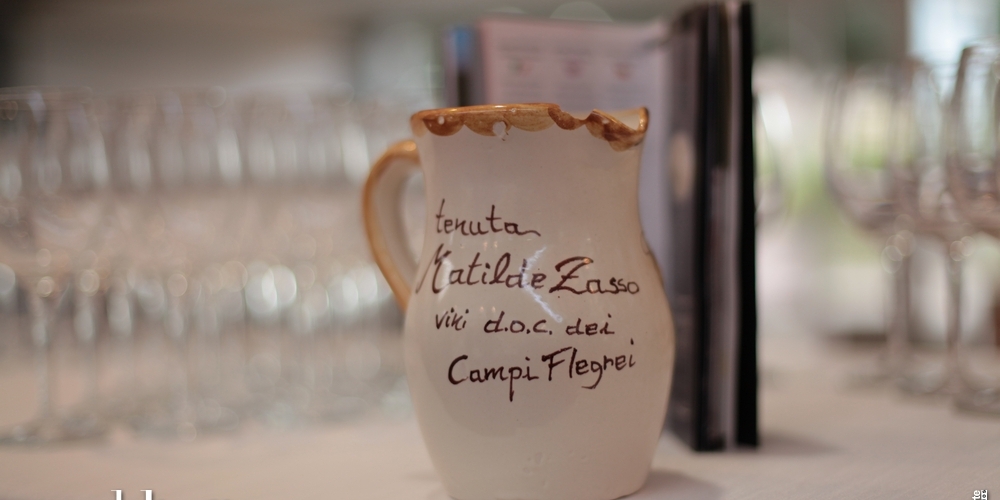 tenuta
Matilde Zasso
vini d.o.c. dei
Campi Flegrei